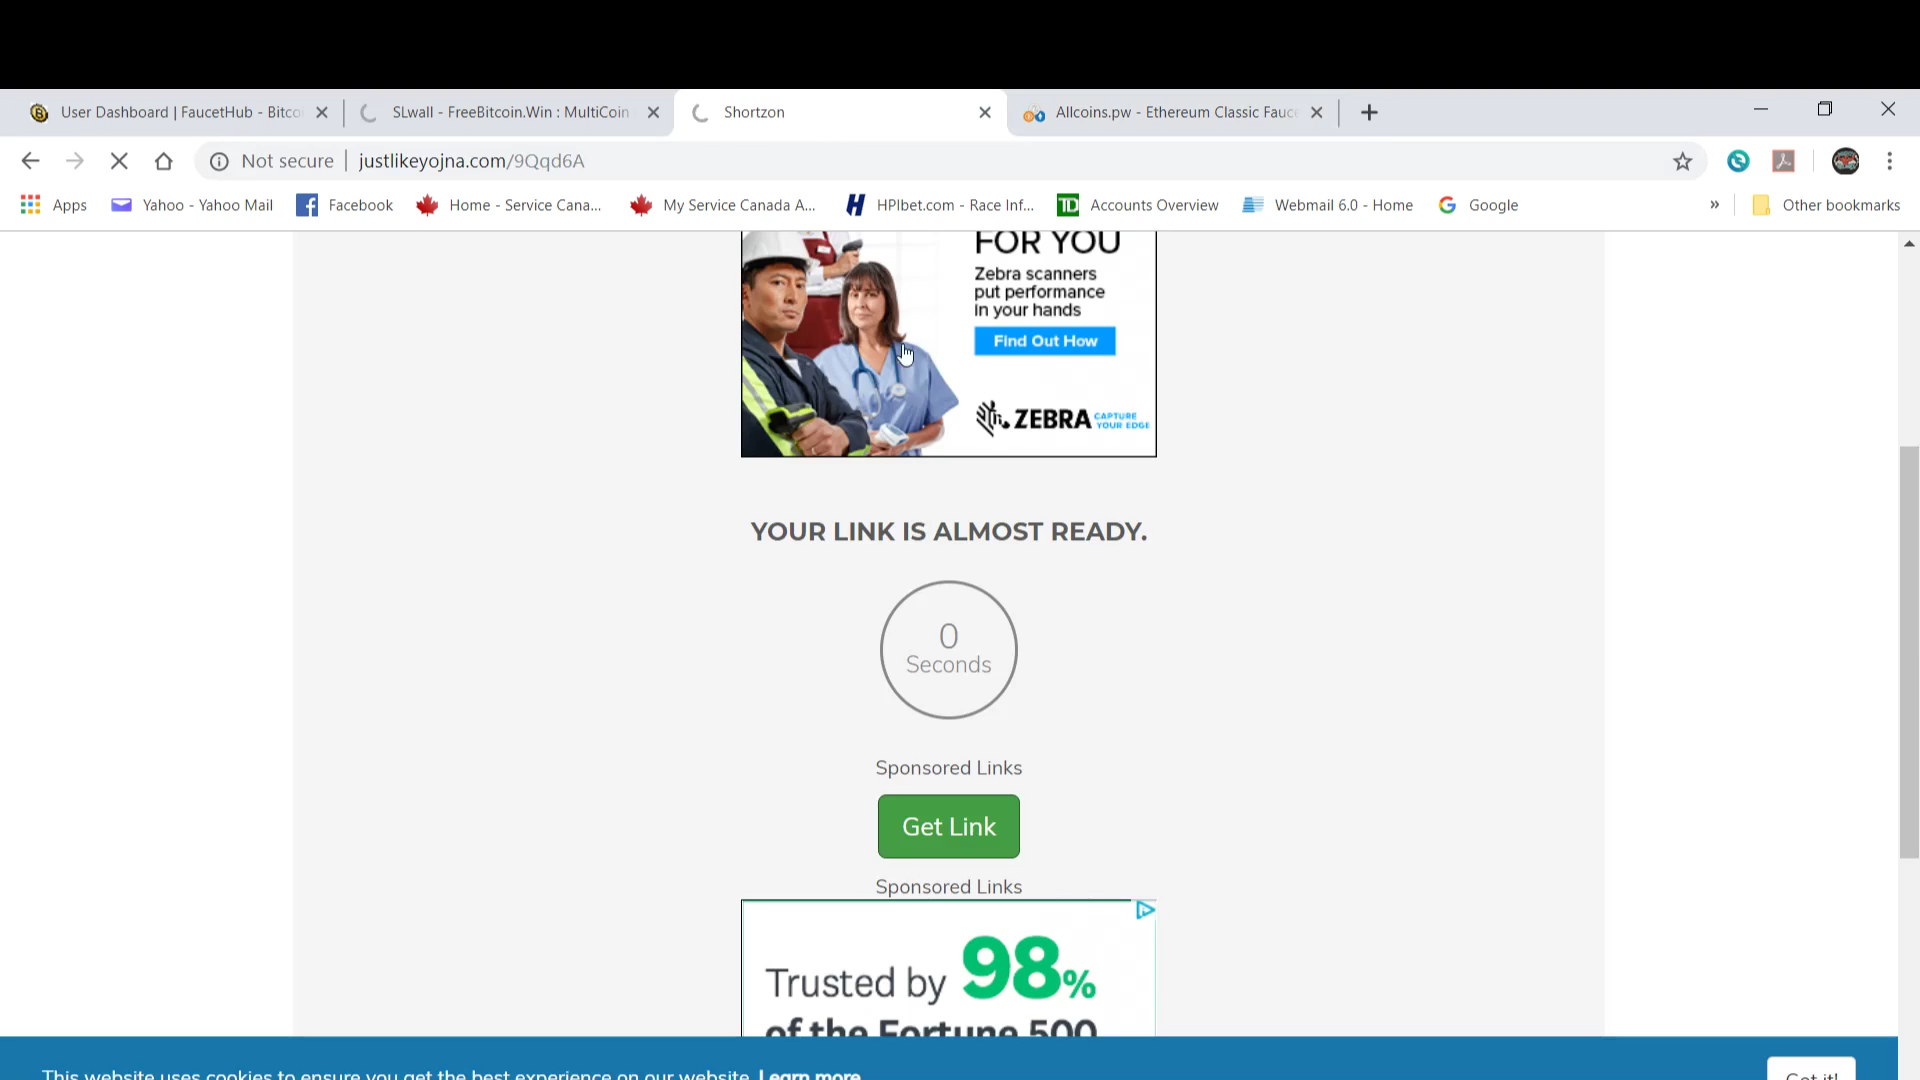 User Dashboard | FaucetHub - Bitco
SLwall - FreeBitcoin.Win : MultiCoin
Shortzon
Allcoins.pw - Ethereum Classic Fauce
Not secure
justlikeyojna.com/9Qqd6A
Apps
Yahoo - Yahoo Mail
Facebook
Home - Service Cana...
My Service Canada A...
HPIbet.com - Race Inf...
TD
Accounts Overview
Webmail 6.0 - Home
Google
»
Other bookmarks
FOR YOU
Zebra scanners
put performance
in your hands
Find Out How
ZEBRA
CAPTURE
YOUR EDGE
YOUR LINK IS ALMOST READY.
0
Seconds
Sponsored Links
Get Link
Sponsored Links
Trusted by 98%
of the Fortune 500
This website uses cookies to ensure you get the best experience on our website. Learn more
Got it!